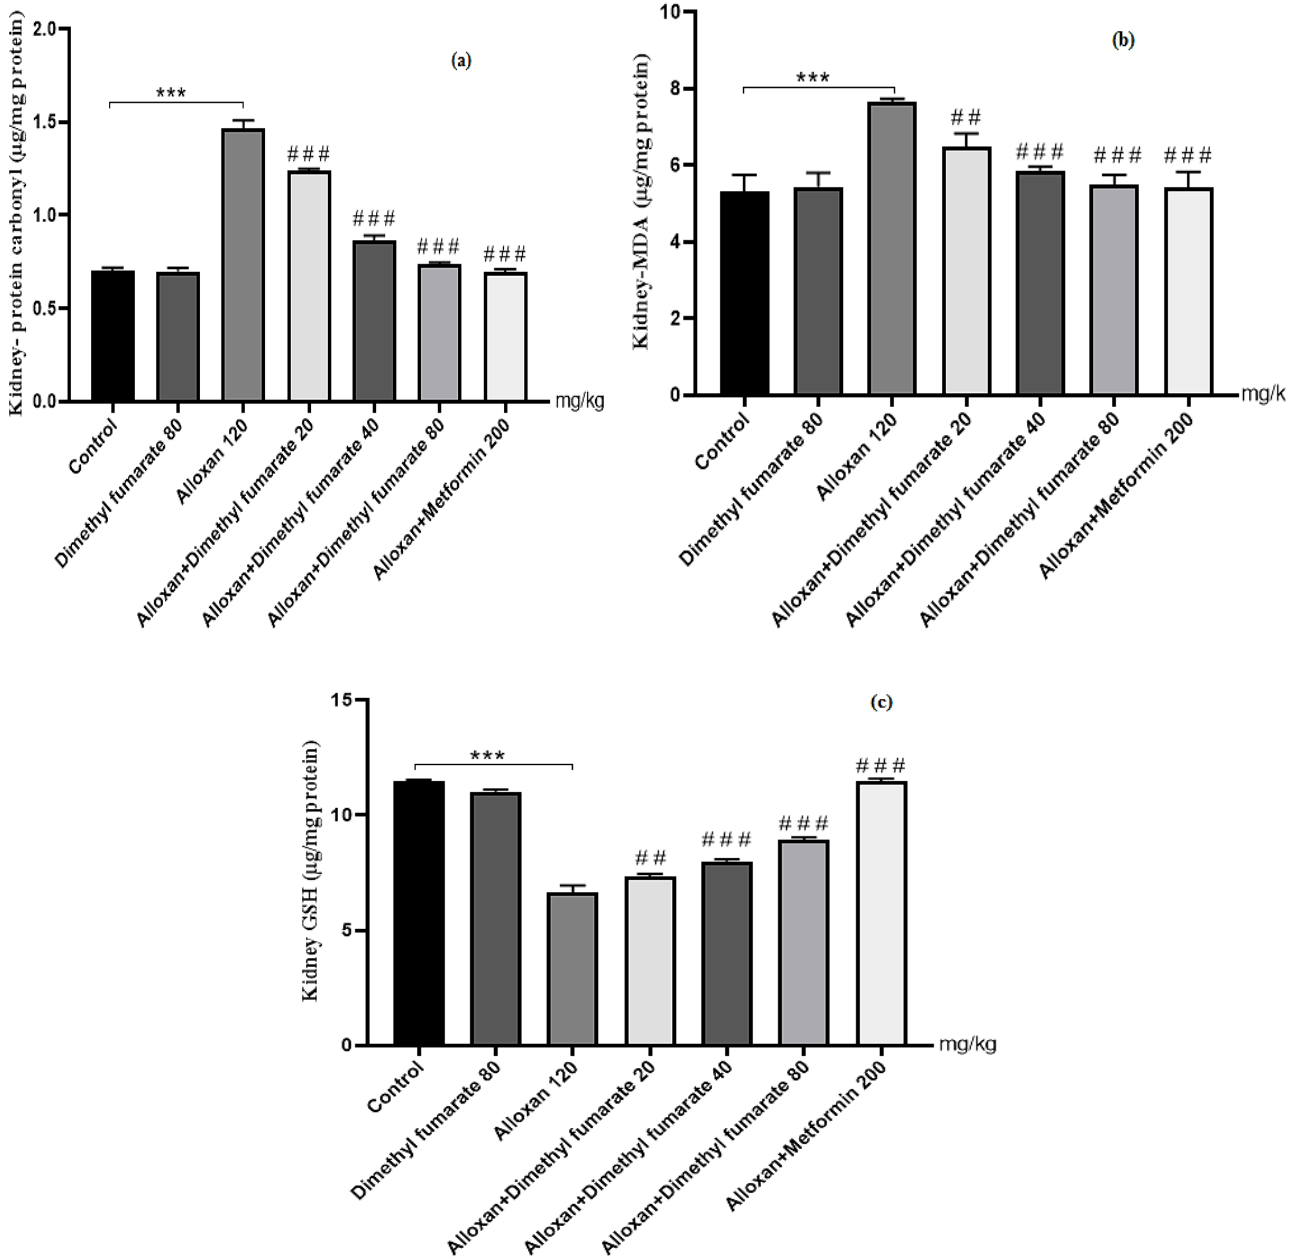 (a)
Kidney- protein carbonyl (µg/mg protein)
2.0
1.5
1.0
0.5
0.0
***
###
###
###
###
mg/kg
Control
Dimethyl fumarate 80
Alloxan 120
Alloxan+Dimethyl fumarate 20
Alloxan+Dimethyl fumarate 40
Alloxan+Dimethyl fumarate 80
Alloxan+Metformin 200
(b)
Kidney-MDA (µg/mg protein)
10
8
6
4
2
0
***
##
###
###
###
mg/k
Control
Dimethyl fumarate 80
Alloxan 120
Alloxan+Dimethyl fumarate 20
Alloxan+Dimethyl fumarate 40
Alloxan+Dimethyl fumarate 80
Alloxan+Metformin 200
(c)
Kidney GSH (µg/mg protein)
15
10
5
0
***
##
###
###
###
mg/kg
Control
Dimethyl fumarate 80
Alloxan 120
Alloxan+Dimethyl fumarate 20
Alloxan+Dimethyl fumarate 40
Alloxan+Dimethyl fumarate 80
Alloxan+Metformin 200